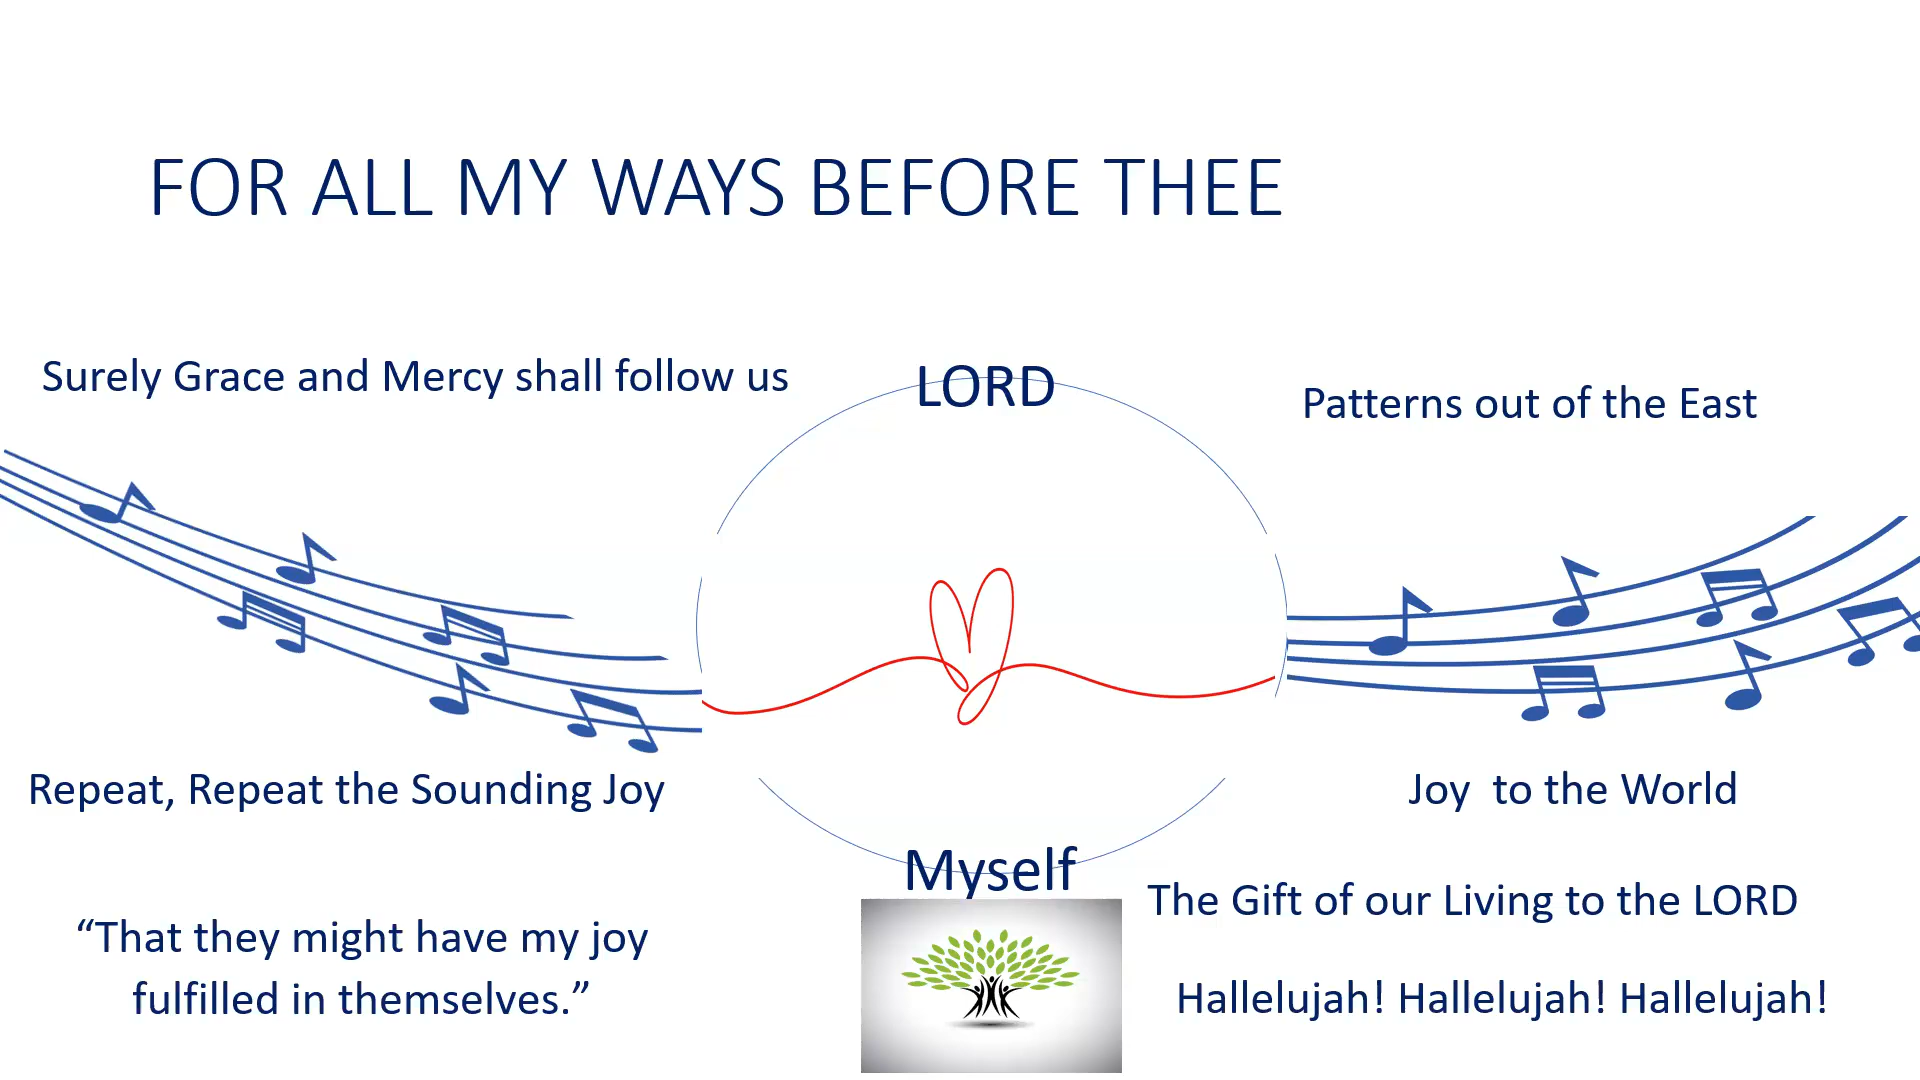 FOR ALL MY WAYS BEFORE THEE
Surely Grace and Mercy shall follow us
LORD
Patterns out of the East
Repeat, Repeat the Sounding Joy
Joy  to the World
Myself
The Gift of our Living to the LORD
“That they might have my joy
fulfilled in themselves.”
Hallelujah! Hallelujah! Hallelujah!